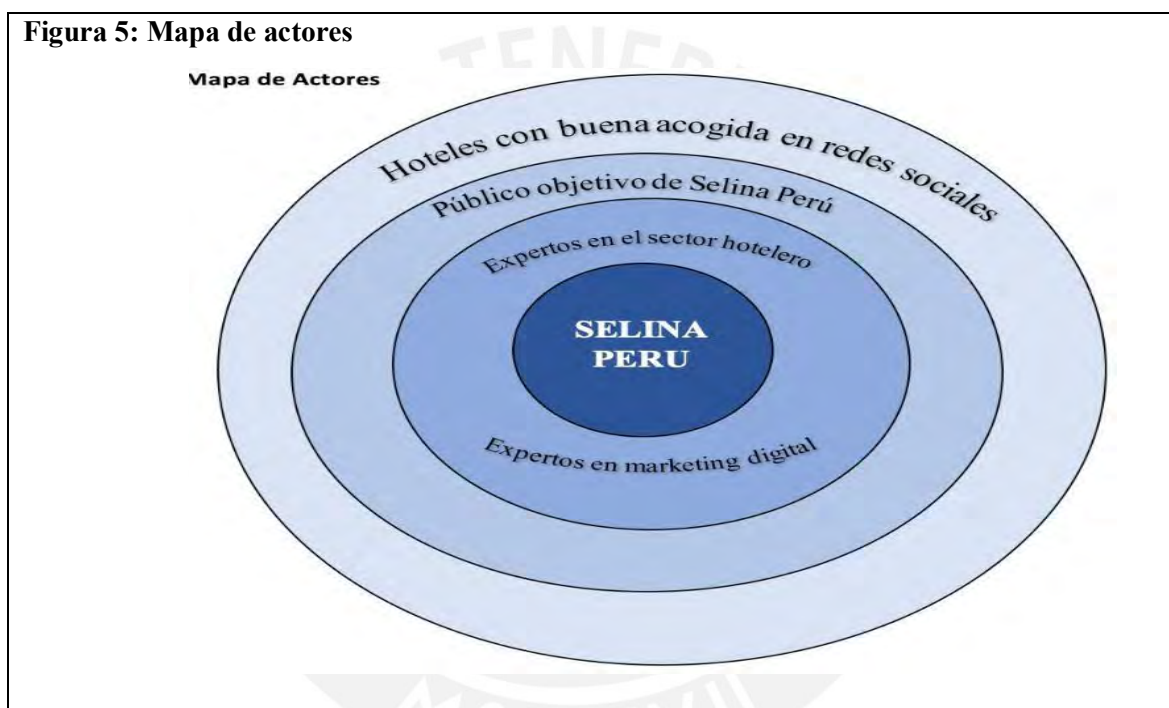 Figura 5: Mapa de actores
Mapa de Actores
Hoteles con buena acogida en redes sociales
Público objetivo de Selina Perú
Expertos en el sector hotelero
SELINA
PERU
Expertos en marketing digital